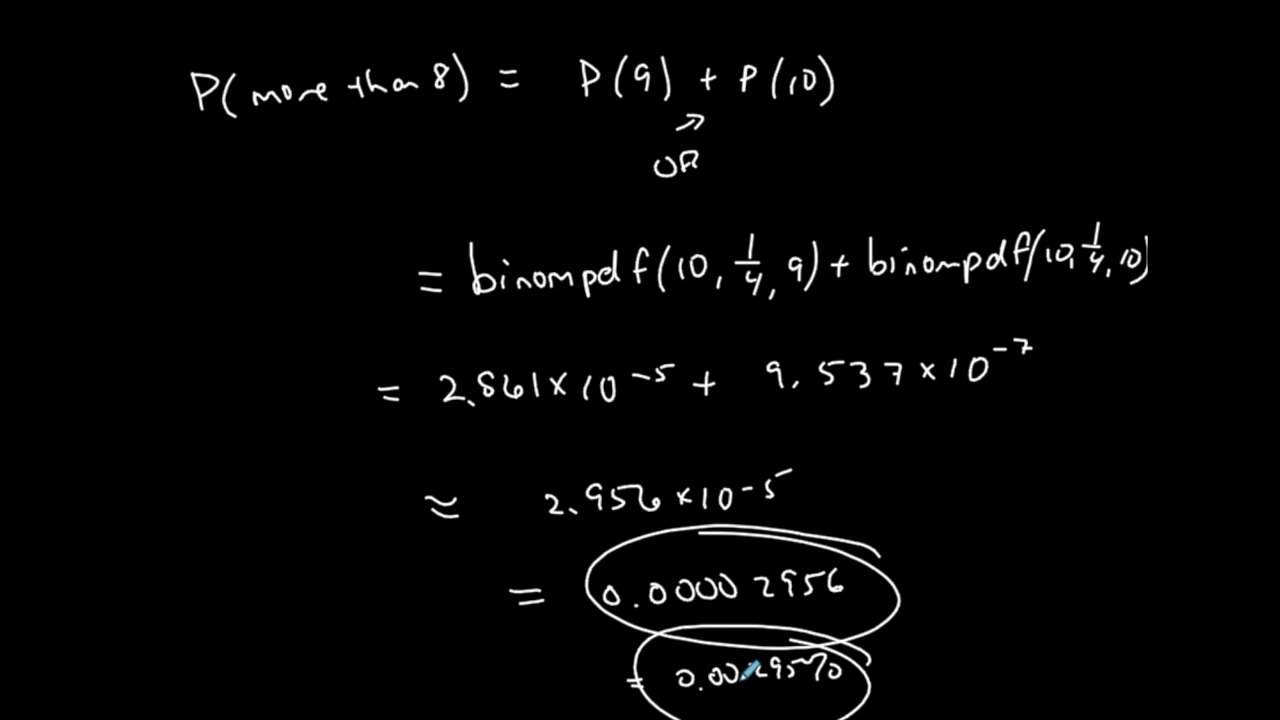 P(more than 8) = P(9) + P(10)
↗
OR
= binompdf(10, 1/4, 9) + binompdf(10, 1/4, 10)
= 2.861 × 10⁻⁵ + 9.537 × 10⁻⁷
≈ 2.956 × 10⁻⁵
= 0.00002956
=